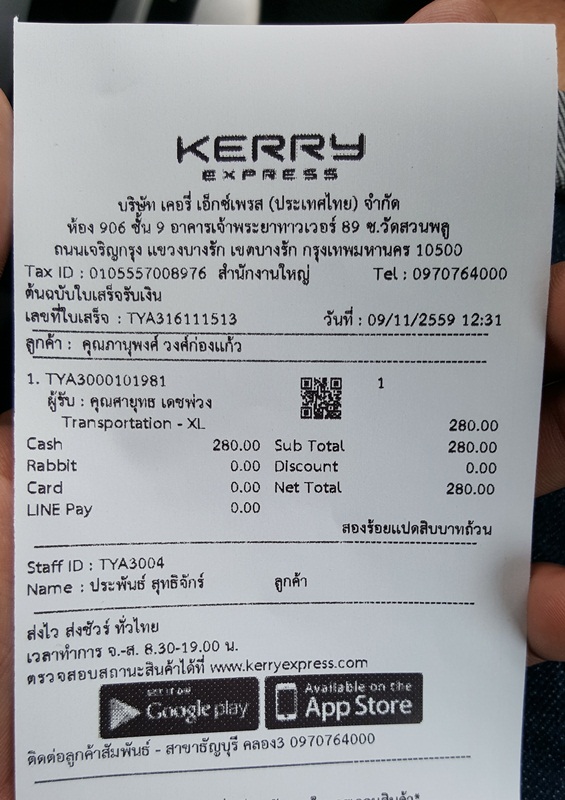 KERRY
EXPRESS
บริษัท เคอรี่ เอ็กซ์เพรส (ประเทศไทย) จำกัด
ห้อง 906 ชั้น 9 อาคารเจ้าพระยาทาวเวอร์ 89 ซ.วัดสวนพลู
ถนนเจริญกรุง แขวงบางรัก เขตบางรัก กรุงเทพมหานคร 10500
Tax ID : 0105557008976 สำนักงานใหญ่ Tel : 0970764000
ต้นฉบับใบเสร็จรับเงิน
เลขที่ใบเสร็จ : TYA316111513 วันที่ : 09/11/2559 12:31
ลูกค้า : คุณภานุพงศ์ วงศ์ก่องแก้ว
1. TYA3000101981 1
ผู้รับ : คุณศายุทธ เดชพ่วง
Transportation - XL 280.00
Cash 280.00 Sub Total 280.00
Rabbit 0.00 Discount 0.00
Card 0.00 Net Total 280.00
LINE Pay 0.00
สองร้อยแปดสิบบาทถ้วน
Staff ID : TYA3004
Name : ประพันธ์ สุทธิจักร์ ลูกค้า
ส่งไว ส่งชัวร์ ทั่วไทย
เวลาทำการ จ.-ส. 8.30-19.00 น.
ตรวจสอบสถานะสินค้าได้ที่ www.kerryexpress.com
GET IT ON Google play Available on the App Store
ติดต่อลูกค้าสัมพันธ์ - สาขาธัญบุรี คลอง3 0970764000